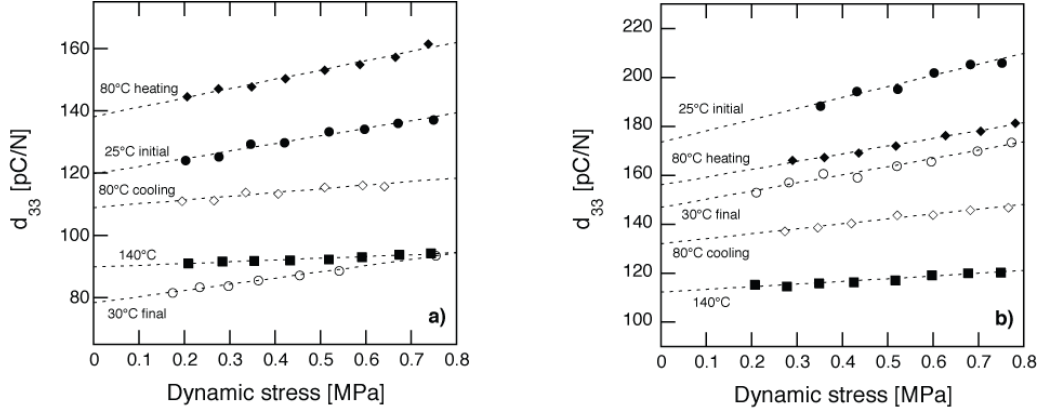 160
140
120
100
80
d33 [pC/N]
80°C heating
25°C initial
80°C cooling
140°C
30°C final
a)
0 0.1 0.2 0.3 0.4 0.5 0.6 0.7 0.8
Dynamic stress [MPa]
220
200
180
160
140
120
100
d33 [pC/N]
25°C initial
80°C heating
30°C final
80°C cooling
140°C
b)
0 0.1 0.2 0.3 0.4 0.5 0.6 0.7 0.8
Dynamic stress [MPa]